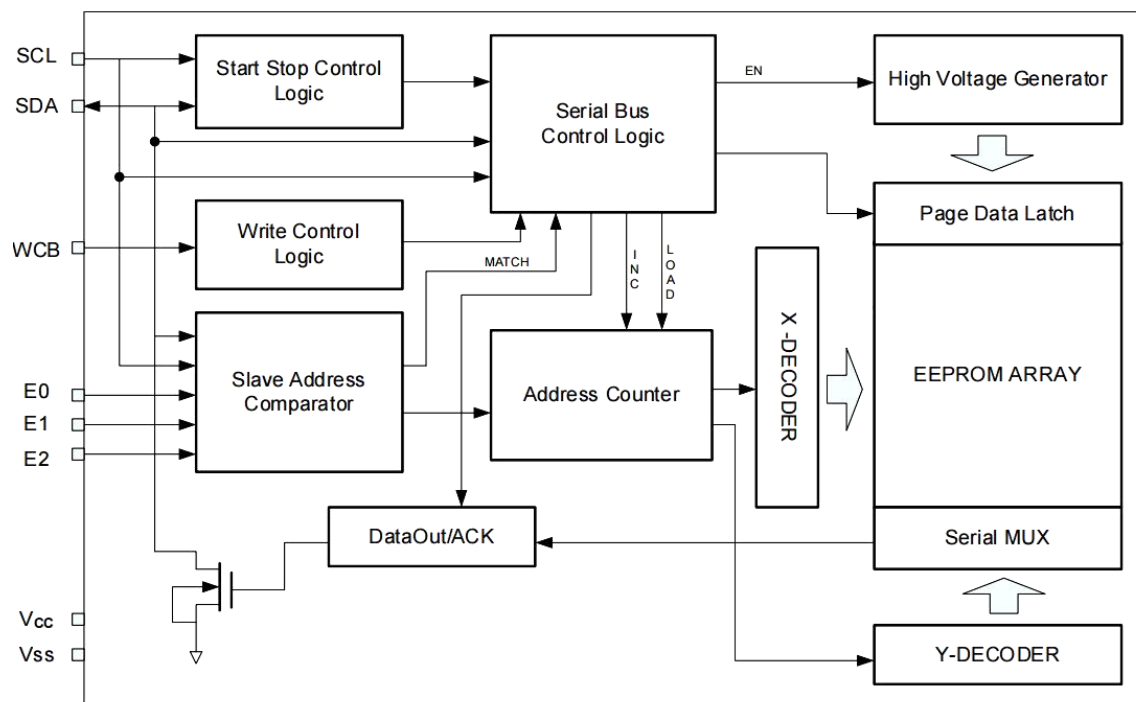 SCL
SDA
WCB
E0
E1
E2
Vcc
Vss
Start Stop Control
Logic
Write Control
Logic
Slave Address
Comparator
Serial Bus
Control Logic
MATCH
INC
LOAD
EN
Address Counter
DataOut/ACK
X -DECODER
High Voltage Generator
Page Data Latch
EEPROM ARRAY
Serial MUX
Y-DECODER